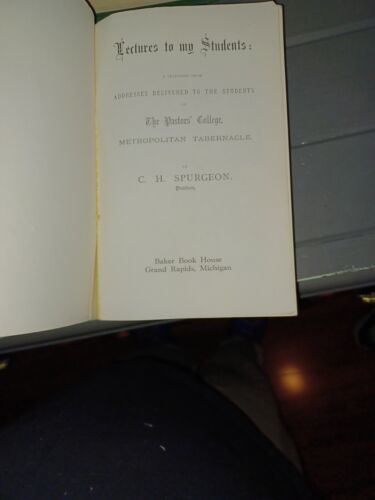 Lectures to my Students:
A SELECTION FROM
ADDRESSES DELIVERED TO THE STUDENTS
OF
The Pastors' College,
METROPOLITAN TABERNACLE.
BY
C. H. SPURGEON.
President.
Baker Book House
Grand Rapids, Michigan